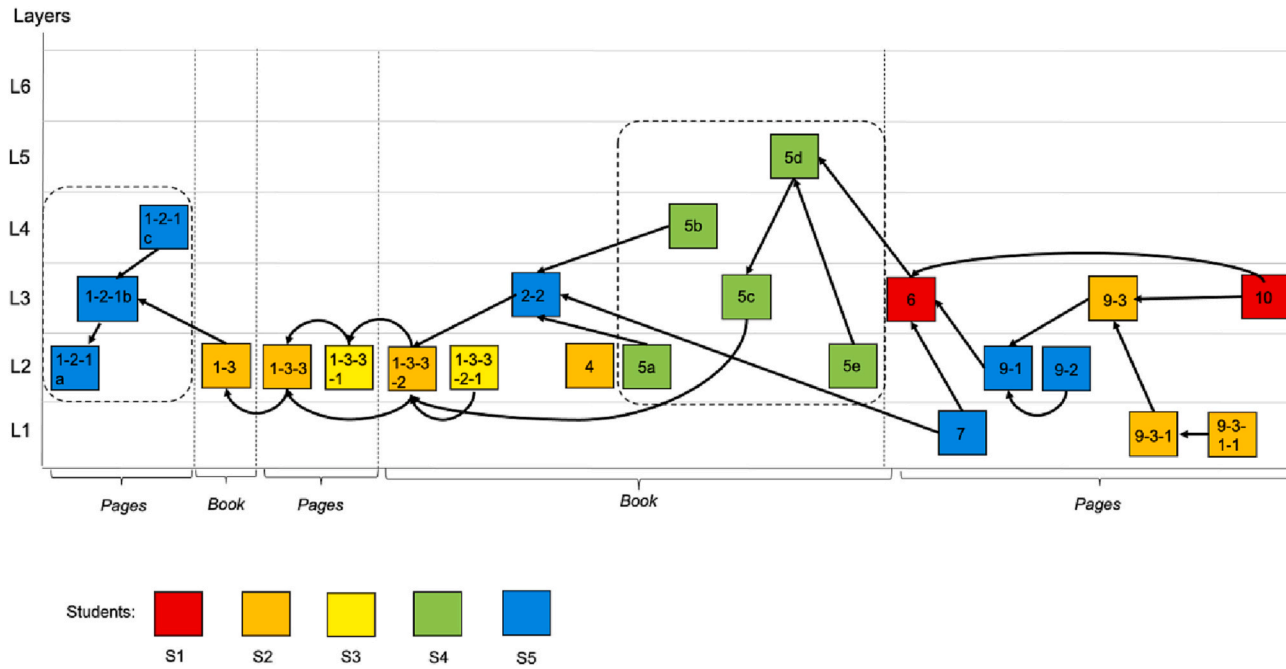 Layers
L6
L5
5d
L4
1-2-1
c
5b
L3
1-2-1b
2-2
5c
6
9-3
10
L2
1-2-1
a
1-3
1-3-3
1-3-3
-1
1-3-3
-2
1-3-3
-2-1
4
5a
5e
9-1
9-2
L1
7
9-3-1
9-3-
1-1
Pages
Book
Pages
Book
Pages
Students:
S1
S2
S3
S4
S5